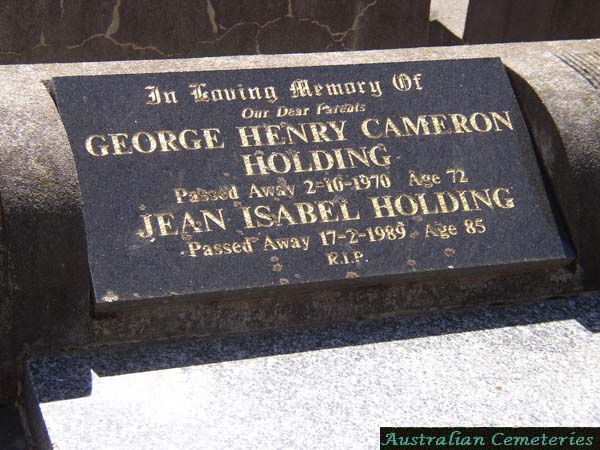 In Loving Memory Of
Our Dear Parents
GEORGE HENRY CAMERON
HOLDING
Passed Away 2-10-1970 Age 72
JEAN ISABEL HOLDING
Passed Away 17-2-1989 Age 85
R.I.P.
Australian Cemeteries